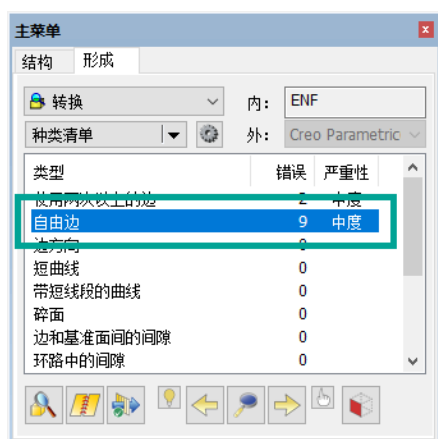 主菜单
结构 形成
转换 内: ENF
种类清单 外: Creo Parametric
类型 错误 严重性
使用两次以上的边 2 中度
自由边 9 中度
边方向 0
短曲线 0
带短线段的曲线 0
碎面 0
边和基准面间的间隙 0
环路中的间隙 0